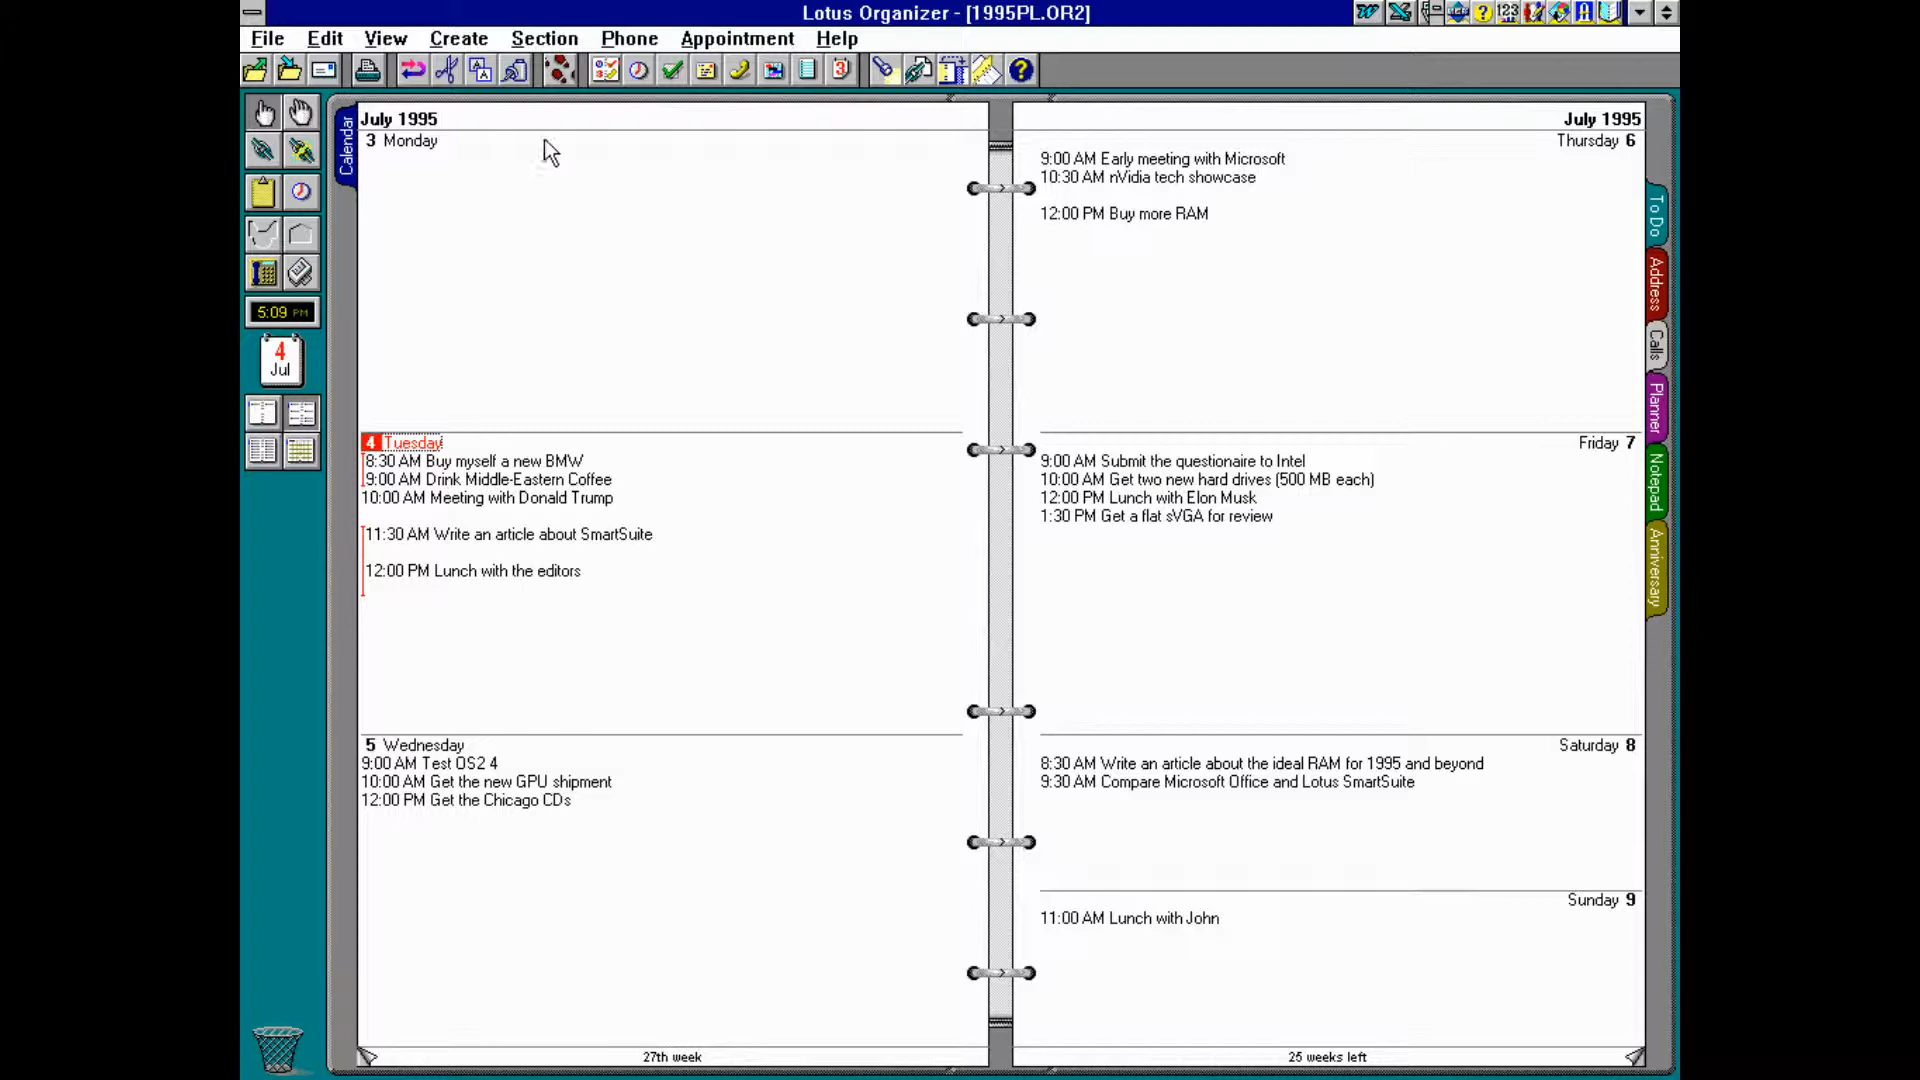 Lotus Organizer - [1995PL.OR2]
File Edit View Create Section Phone Appointment Help
123
3
5:09 PM
4
Jul
Calendar
July 1995
3 Monday
4 Tuesday
8:30 AM Buy myself a new BMW
9:00 AM Drink Middle-Eastern Coffee
10:00 AM Meeting with Donald Trump
11:30 AM Write an article about SmartSuite
12:00 PM Lunch with the editors
5 Wednesday
9:00 AM Test OS2 4
10:00 AM Get the new GPU shipment
12:00 PM Get the Chicago CDs
27th week
July 1995
Thursday 6
9:00 AM Early meeting with Microsoft
10:30 AM nVidia tech showcase
12:00 PM Buy more RAM
Friday 7
9:00 AM Submit the questionaire to Intel
10:00 AM Get two new hard drives (500 MB each)
12:00 PM Lunch with Elon Musk
1:30 PM Get a flat sVGA for review
Saturday 8
8:30 AM Write an article about the ideal RAM for 1995 and beyond
9:30 AM Compare Microsoft Office and Lotus SmartSuite
Sunday 9
11:00 AM Lunch with John
25 weeks left
To Do
Address
Calls
Planner
Notepad
Anniversary